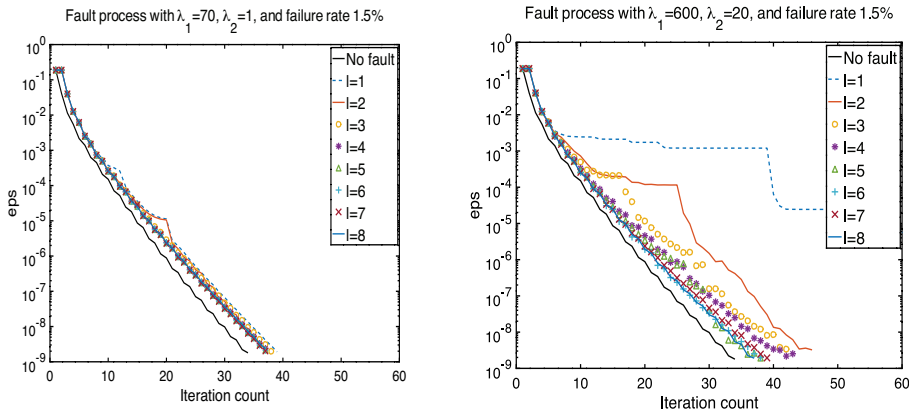 Fault process with λ1=70, λ2=1, and failure rate 1.5%
eps
10^0
10^-1
10^-2
10^-3
10^-4
10^-5
10^-6
10^-7
10^-8
10^-9
0 10 20 30 40 50 60
Iteration count
No fault
l=1
l=2
l=3
l=4
l=5
l=6
l=7
l=8
Fault process with λ1=600, λ2=20, and failure rate 1.5%
eps
10^0
10^-1
10^-2
10^-3
10^-4
10^-5
10^-6
10^-7
10^-8
10^-9
0 10 20 30 40 50 60
Iteration count
No fault
l=1
l=2
l=3
l=4
l=5
l=6
l=7
l=8